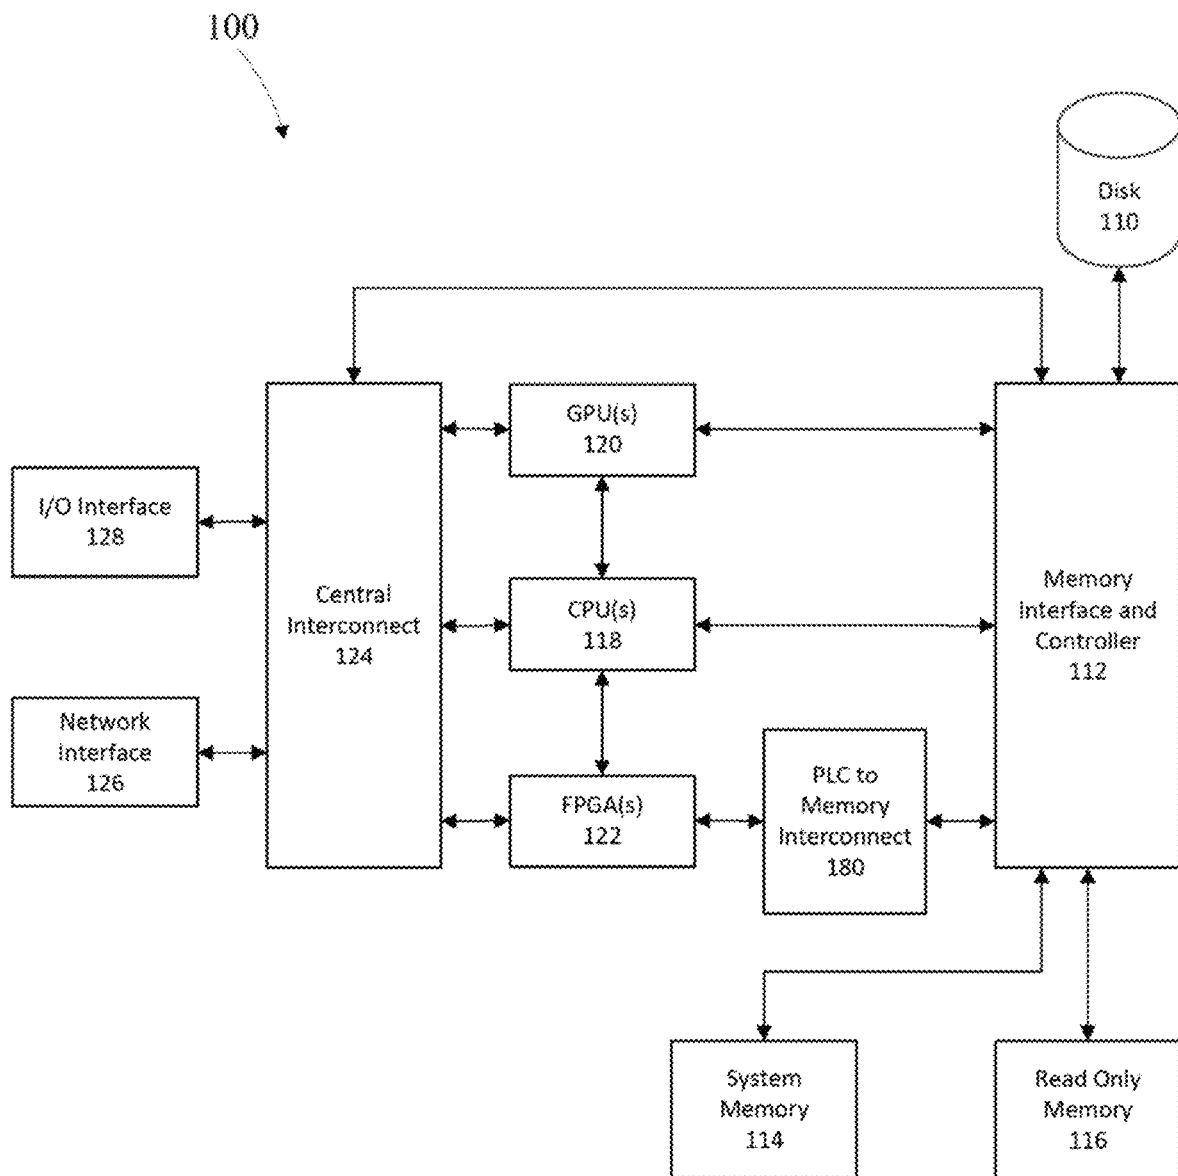 100
Disk
110
GPU(s)
120
I/O Interface
128
Central
Interconnect
124
CPU(s)
118
Memory
Interface and
Controller
112
Network
Interface
126
FPGA(s)
122
PLC to
Memory
Interconnect
180
System
Memory
114
Read Only
Memory
116